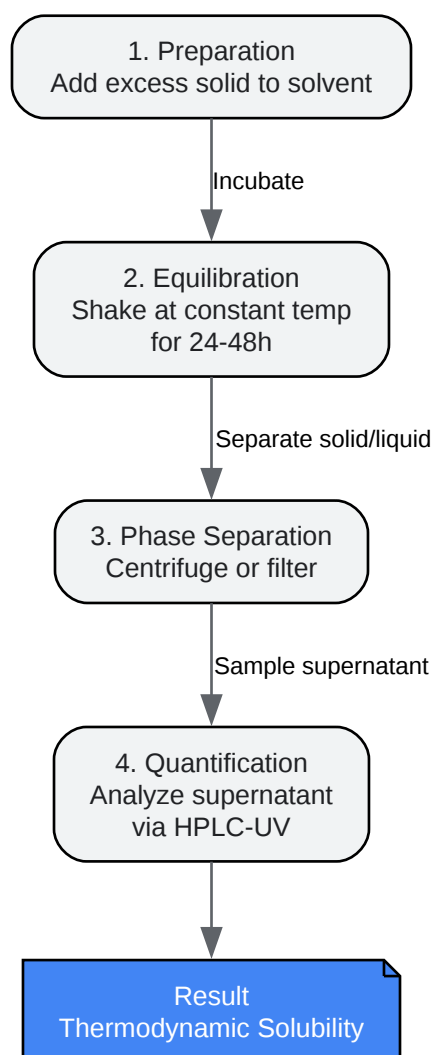 1. Preparation
Add excess solid to solvent
Incubate
2. Equilibration
Shake at constant temp
for 24-48h
Separate solid/liquid
3. Phase Separation
Centrifuge or filter
Sample supernatant
4. Quantification
Analyze supernatant
via HPLC-UV
Result
Thermodynamic Solubility